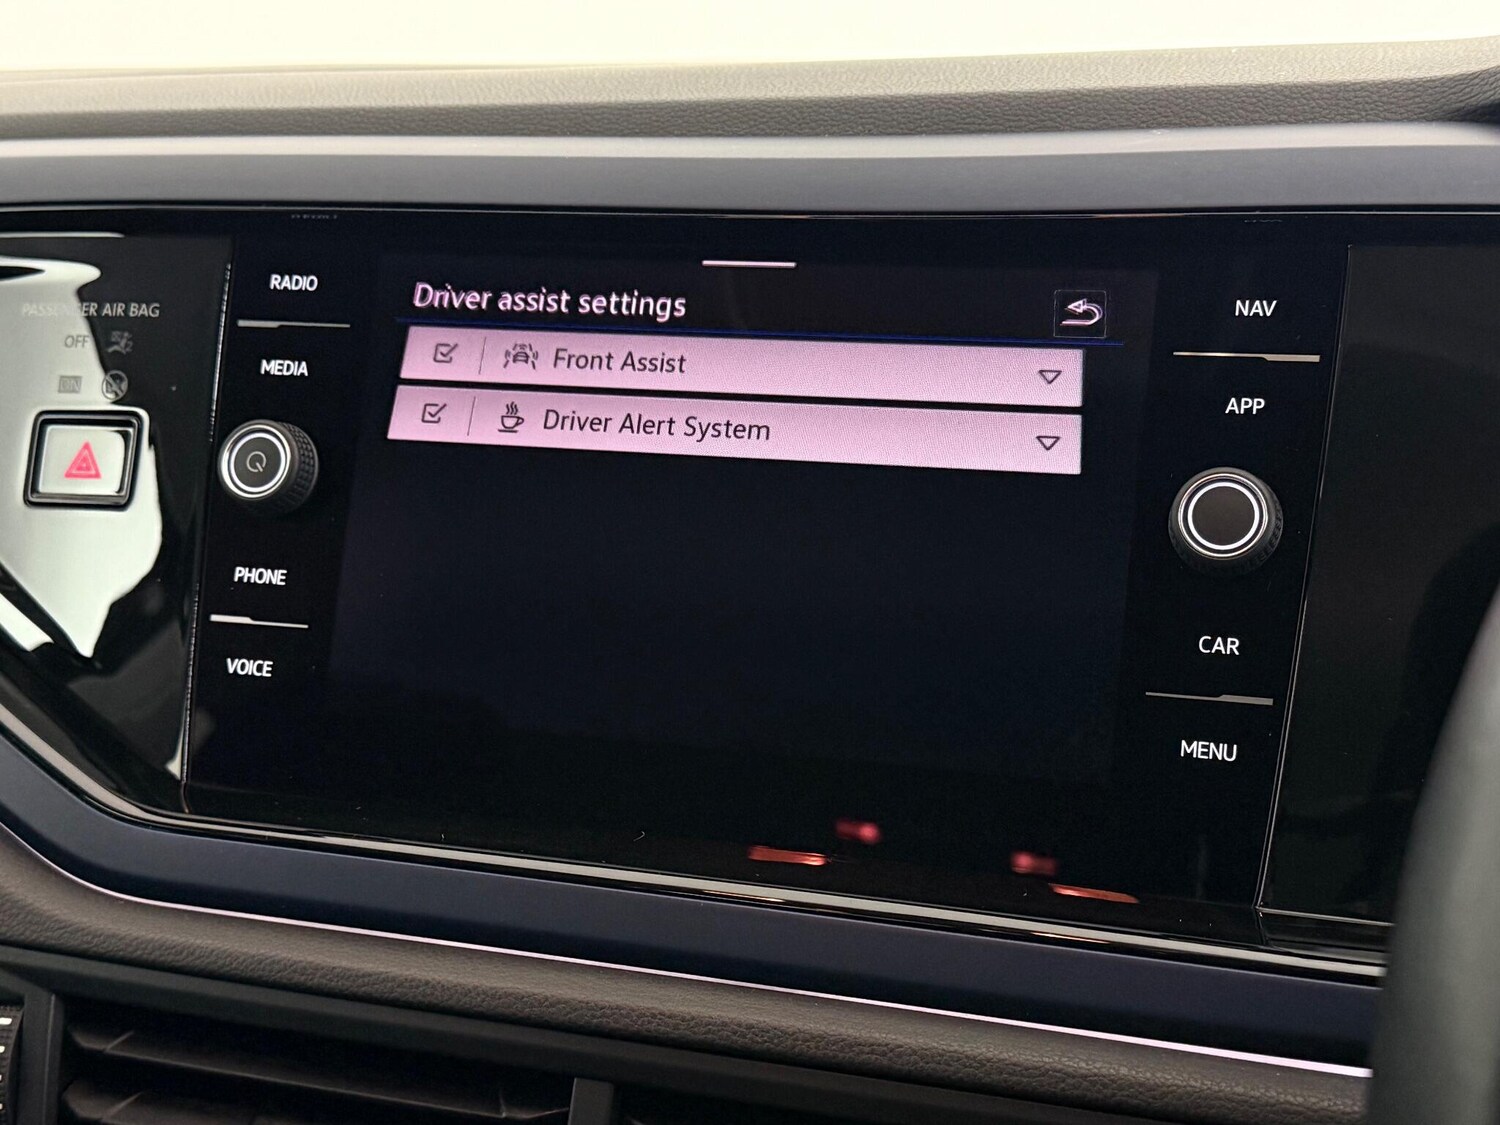 PASSENGER AIR BAG
OFF
ON
RADIO
MEDIA
PHONE
VOICE
Driver assist settings
Front Assist
Driver Alert System
NAV
APP
CAR
MENU